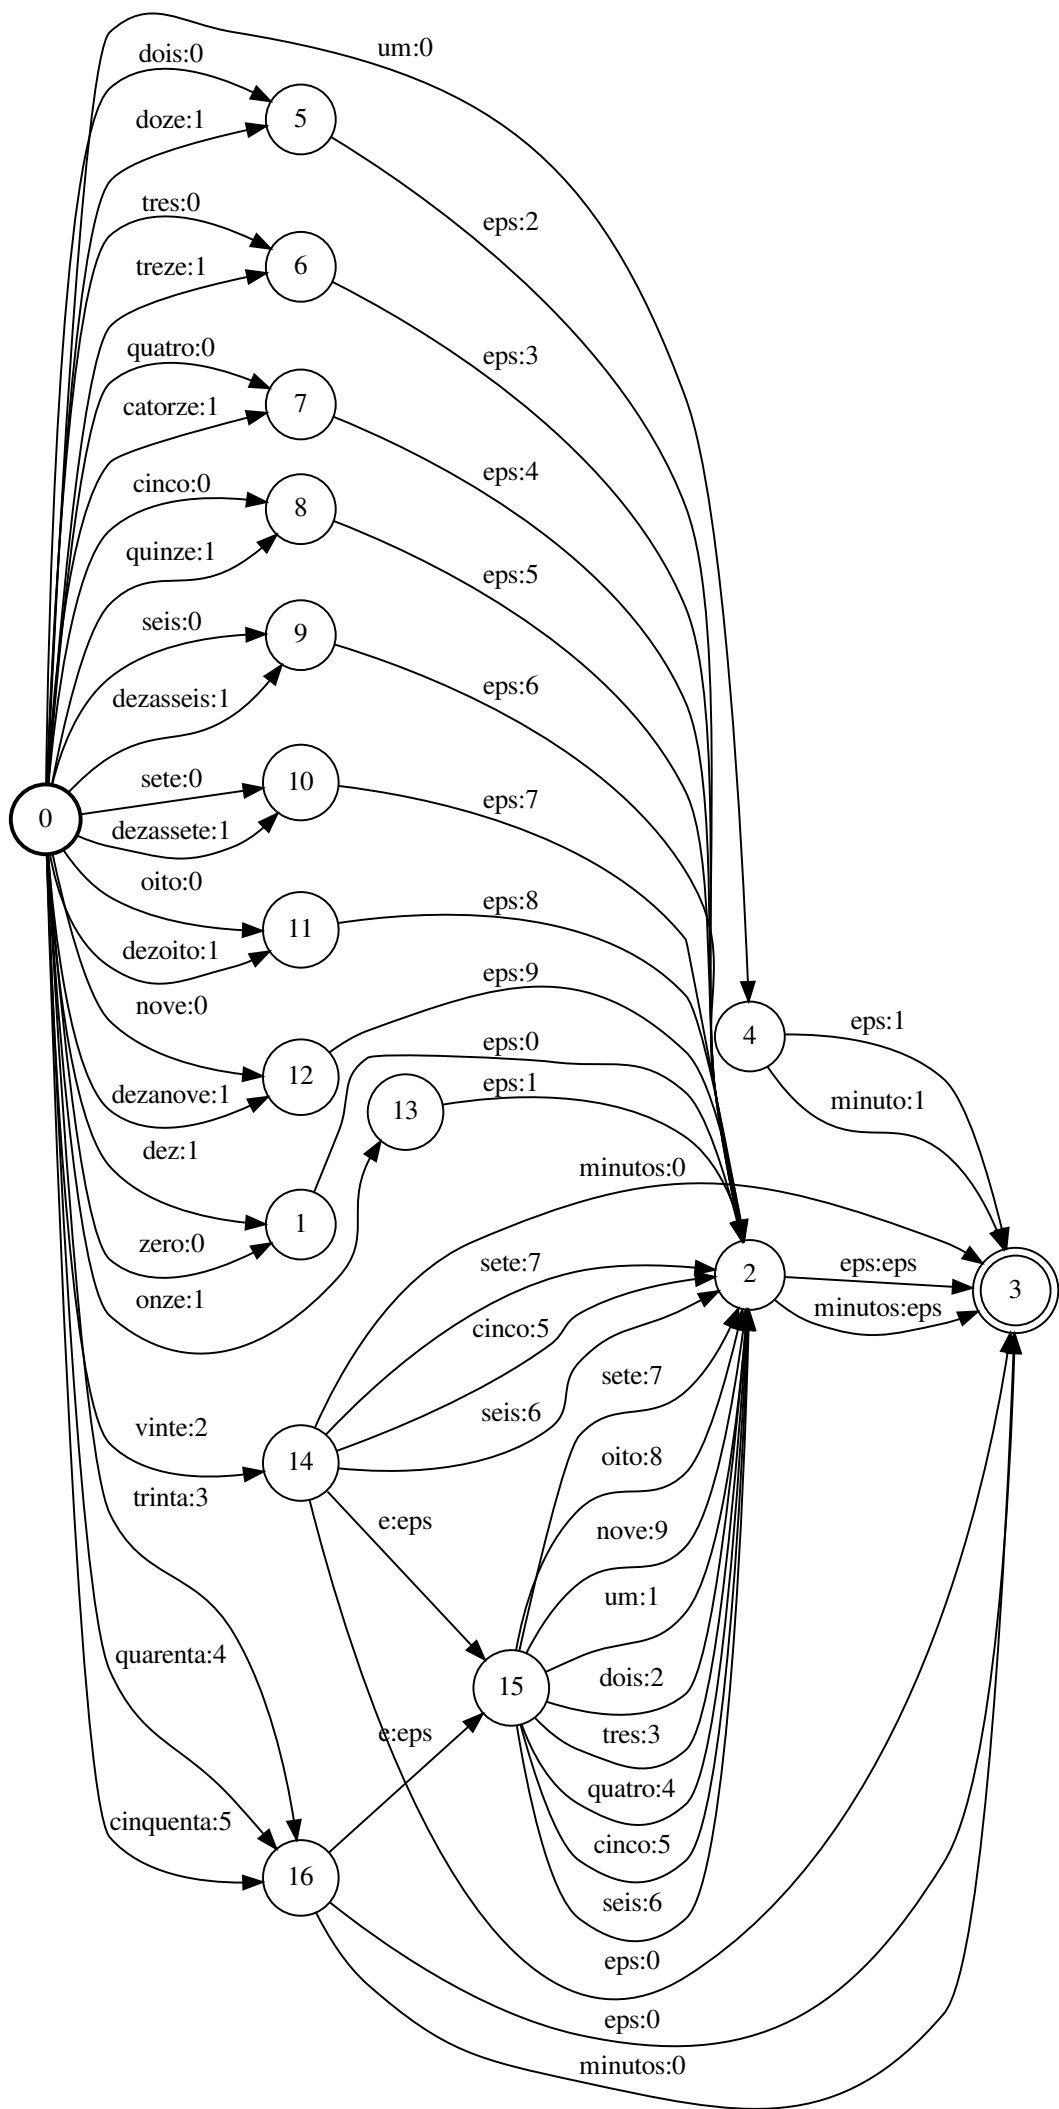 um:0
dois:0
5
doze:1
tres:0
eps:2
6
treze:1
quatro:0
eps:3
7
catorze:1
eps:4
cinco:0
8
quinze:1
eps:5
seis:0
9
dezasseis:1
eps:6
sete:0
10
eps:7
0
dezassete:1
oito:0
eps:8
11
dezoito:1
eps:9
nove:0
eps:1
4
eps:0
12
eps:1
dezanove:1
13
minuto:1
dez:1
minutos:0
1
zero:0
sete:7
eps:eps
2
3
onze:1
minutos:eps
cinco:5
sete:7
seis:6
vinte:2
oito:8
14
trinta:3
e:eps
nove:9
um:1
quarenta:4
dois:2
15
e:eps
tres:3
quatro:4
cinquenta:5
cinco:5
16
seis:6
eps:0
eps:0
minutos:0